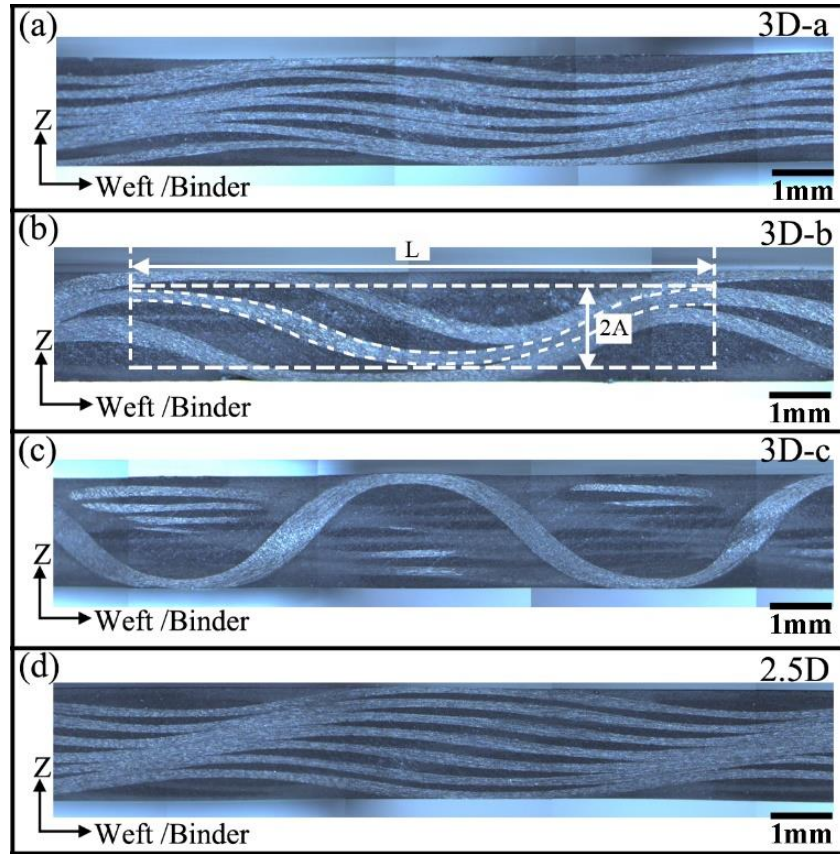 (a)
3D-a
Z
Weft /Binder
1mm
(b)
3D-b
L
2A
Z
Weft /Binder
1mm
(c)
3D-c
Z
Weft /Binder
1mm
(d)
2.5D
Z
Weft /Binder
1mm